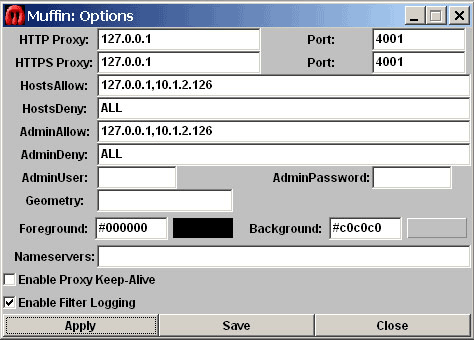 Muffin: Options
HTTP Proxy: 127.0.0.1 Port: 4001
HTTPS Proxy: 127.0.0.1 Port: 4001
HostsAllow: 127.0.0.1,10.1.2.126
HostsDeny: ALL
AdminAllow: 127.0.0.1,10.1.2.126
AdminDeny: ALL
AdminUser: AdminPassword:
Geometry:
Foreground: #000000 Background: #c0c0c0
Nameservers:
Enable Proxy Keep-Alive
Enable Filter Logging
Apply Save Close